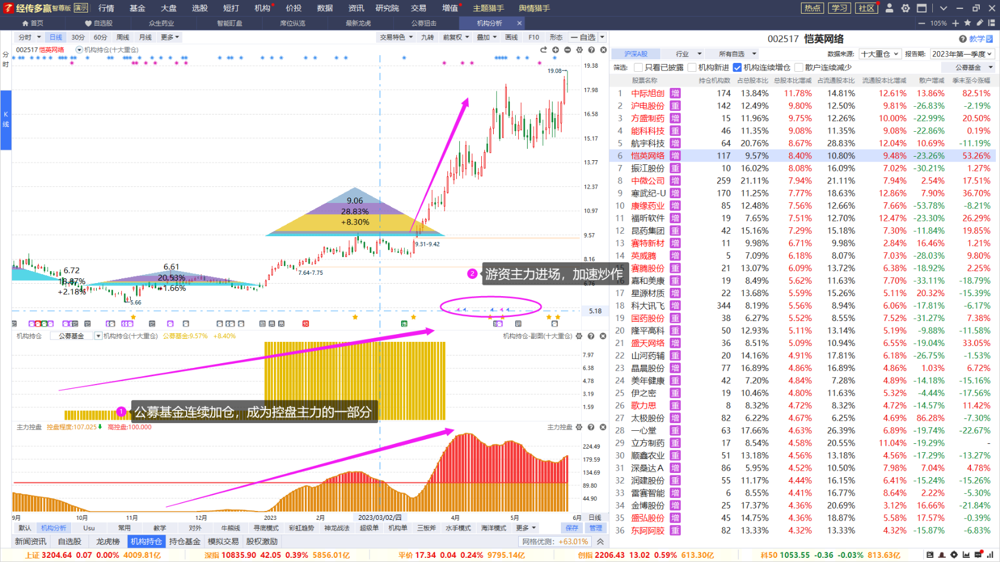 经传多赢 智尊版 演示 行情 基金 大盘 选股 短打 机构 价投 数据 资讯 研究院 交易 增值 主题猎手 舆情猎手 热点 学习 社区
首页 自选股 众生药业 智能盯盘 席位纵览 最新龙虎 公募狙击 机构分析 105%
分时 日线 30分 60分 周线 月线 更多 交易特色 九转 前复权 叠加 画线 F10 形态 自选
002517 恺英网络 机构持仓(十大重仓)
分时
K线
19.08
19.38
17.98
16.58
15.17
13.77
12.37
10.97
9.57
8.16
6.76
5.18
9.06
28.83%
+8.30%
9.31-9.42
7.64-7.75
6.72
18.87%
+2.18%
6.61
20.53%
+1.66%
5.66
2 游资主力进场，加速炒作
机构持仓 公募基金 机构持仓(十大重仓) 公募基金:9.57% +8.40% 机构持仓-副图(十大重仓)
7.97
6.38
4.78
3.19
1.59
1 公募基金连续加仓，成为控盘主力的一部分
主力控盘 控盘程度:107.025 高控盘:100.000 主力控盘
224.49
179.59
134.69
89.80
44.90
9月 10月 11月 12月 2023 2月 2023/03/02/四 4月 5月 6月 日线
默认 机构分析 Usu 常用 教学 对外 牛能线 寻底模式 彩虹趋势 神龙战法 超级单 机构单 三板斧 水手模式 海洋模式 更多 保存 管理
新闻资讯 自选股 龙虎榜 机构持仓 持仓基金 模拟交易 股权激励 网格优测: +63.01%
002517 恺英网络 教学
沪深A股 行业 所有自选 数据来源: 十大重仓 报告期: 2023年第一季度
筛选: 只看已披露 机构新进 机构连续增仓 散户连续减少 公募基金
股票名称 持仓机构数 占总股本比 总股本比增减 占流通股本比 流通股本比增减 散户增减 季末至今涨幅
1 中际旭创 增 174 13.84% 11.78% 14.81% 12.61% 13.86% 82.51%
2 沪电股份 重 142 12.49% 9.80% 12.50% 9.81% -26.83% -2.19%
3 方盛制药 增 15 11.96% 9.75% 12.26% 10.00% -22.99% 20.50%
4 能科科技 重 46 11.35% 9.08% 11.35% 9.08% -22.86% 0.19%
5 航宇科技 增 64 20.76% 8.67% 28.83% 12.04% 10.69% -11.19%
6 恺英网络 增 117 9.57% 8.40% 10.80% 9.48% -23.26% 53.26%
7 振江股份 重 10 16.02% 8.08% 16.09% 7.02% -30.21% 1.27%
8 中微公司 增 259 21.11% 7.94% 21.11% 7.94% 2.54% 17.51%
9 寒武纪-U 增 170 11.25% 7.77% 18.63% 12.86% 7.90% 36.70%
10 康缘药业 增 85 12.48% 7.56% 12.66% 7.66% -53.78% -8.21%
11 福昕软件 增 19 7.65% 7.51% 12.70% 12.47% -23.30% 26.29%
12 昆药集团 重 42 15.16% 7.29% 15.18% 7.30% -11.84% 19.85%
13 赛特新材 增 11 9.98% 6.71% 9.98% 2.84% 16.46% 1.21%
14 英威腾 增 5 7.09% 6.18% 8.07% 7.03% -28.03% 9.80%
15 赛腾股份 重 21 13.07% 6.09% 13.72% 6.38% -18.92% 2.25%
16 嘉和美康 重 19 8.49% 5.62% 11.63% 7.70% -33.11% -18.79%
17 星源材质 重 22 13.68% 5.59% 15.26% 5.11% 20.32% -15.39%
18 科大讯飞 增 344 8.19% 5.56% 8.94% 6.06% -17.81% -6.17%
19 国药股份 增 38 6.27% 5.52% 8.55% 7.52% -31.27% 7.38%
20 隆平高科 重 50 12.93% 5.11% 13.14% 5.19% -9.88% -11.58%
21 盛天网络 增 36 8.51% 5.09% 10.94% 6.55% -19.04% 33.05%
22 山河药辅 重 20 14.16% 4.91% 17.81% 6.18% -26.75% -1.53%
23 晶晨股份 重 77 16.89% 4.86% 16.89% 4.86% 1.03% 6.72%
24 美年健康 重 42 7.20% 4.84% 7.28% 4.89% -14.18% -15.16%
25 伊之密 重 19 10.46% 4.80% 11.63% 5.32% -4.44% -17.56%
26 歌力思 重 8 8.32% 4.72% 8.32% 4.72% -14.57% 11.42%
27 太极股份 重 82 6.22% 4.67% 6.25% 4.69% 86.28% -7.30%
28 一心堂 重 63 17.66% 4.63% 26.39% 6.89% -19.74% -22.67%
29 立方制药 重 17 8.54% 4.58% 20.55% 11.04% -19.29% -
30 顺鑫农业 重 51 13.18% 4.56% 13.18% 4.56% -17.29% -13.27%
31 深桑达A 增 86 5.95% 4.52% 10.50% 7.98% 7.04% 4.78%
32 润建股份 重 55 11.17% 4.44% 16.15% 6.41% -15.24% -15.26%
33 雷赛智能 增 6 8.55% 4.41% 16.77% 8.64% 2.22% -5.30%
34 金博股份 重 25 17.37% 4.36% 20.69% 3.12% 16.66% -21.84%
35 盛弘股份 重 45 14.75% 4.36% 18.87% 5.58% 17.57% -0.39%
36 东阿阿胶 重 82 13.33% 4.32% 13.33% 4.32% -15.87% -6.83%
上证 3204.64 0.07 0.00% 4009.81亿 深指 10835.90 42.05 0.39% 5856.01亿 平价 17.34 0.04 0.24% 9795.14亿 创指 2206.43 13.02 0.59% 613.30亿 科50 1053.55 -0.36 -0.03% 813.63亿